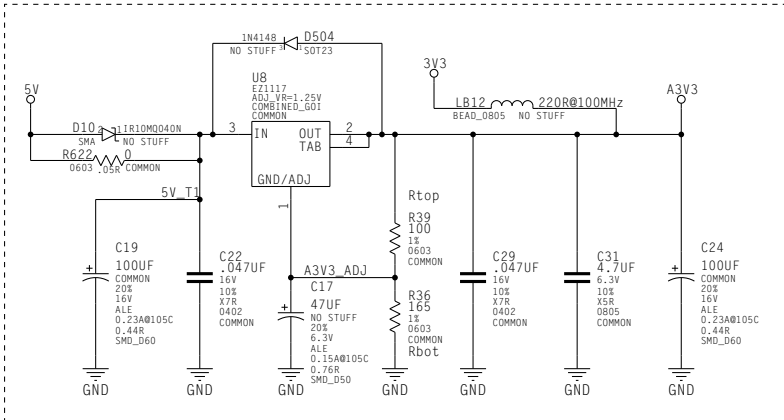 1N4148
D504
NO STUFF
3
1
SOT23
5V
U8
EZ1117
ADJ_VR=1.25V
COMBINED_GOI
COMMON
3V3
LB12
220R@100MHz
BEAD_0805
NO STUFF
A3V3
D10
2
1
IR10MQ040N
SMA
NO STUFF
3
IN
OUT
2
TAB
4
R622
0
0603
.05R
COMMON
GND/ADJ
1
5V_T1
Rtop
R39
100
1%
0603
COMMON
C19
100UF
COMMON
20%
16V
ALE
0.23A@105C
0.44R
SMD_D60
C22
.047UF
16V
10%
X7R
0402
COMMON
A3V3_ADJ
C17
47UF
NO STUFF
20%
6.3V
ALE
0.15A@105C
0.76R
SMD_D50
R36
165
1%
0603
COMMON
Rbot
C29
.047UF
16V
10%
X7R
0402
COMMON
C31
4.7UF
6.3V
10%
X5R
0805
COMMON
C24
100UF
COMMON
20%
16V
ALE
0.23A@105C
0.44R
SMD_D60
GND
GND
GND
GND
GND
GND
GND